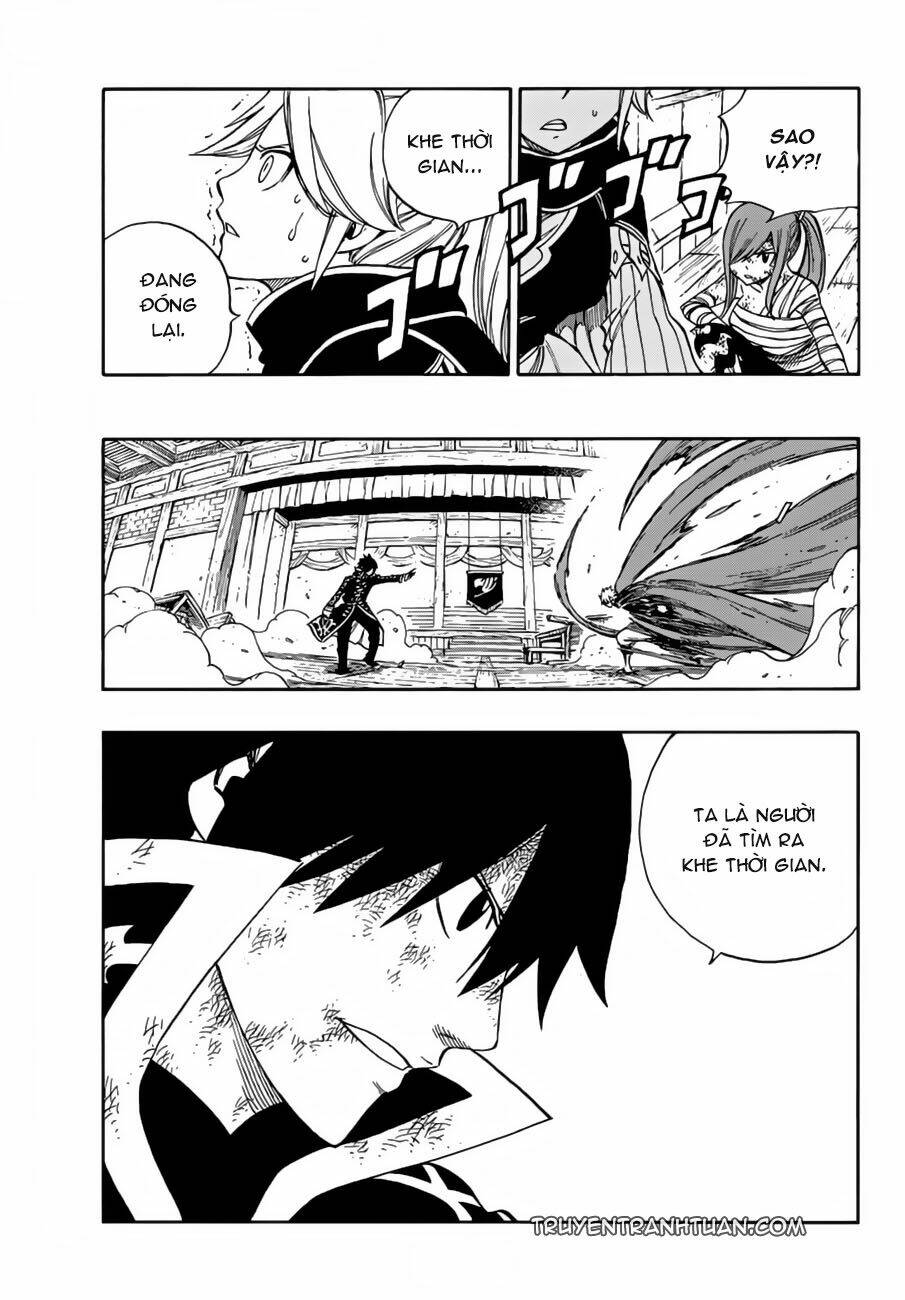 SAO
VẬY?!
ゴゴゴゴ
KHE THỜI
GIAN...
ĐANG
ĐÓNG
LẠI.
TA LÀ NGƯỜI
ĐÃ TÌM RA
KHE THỜI GIAN.
TRUYENTRANHTUAN.COM